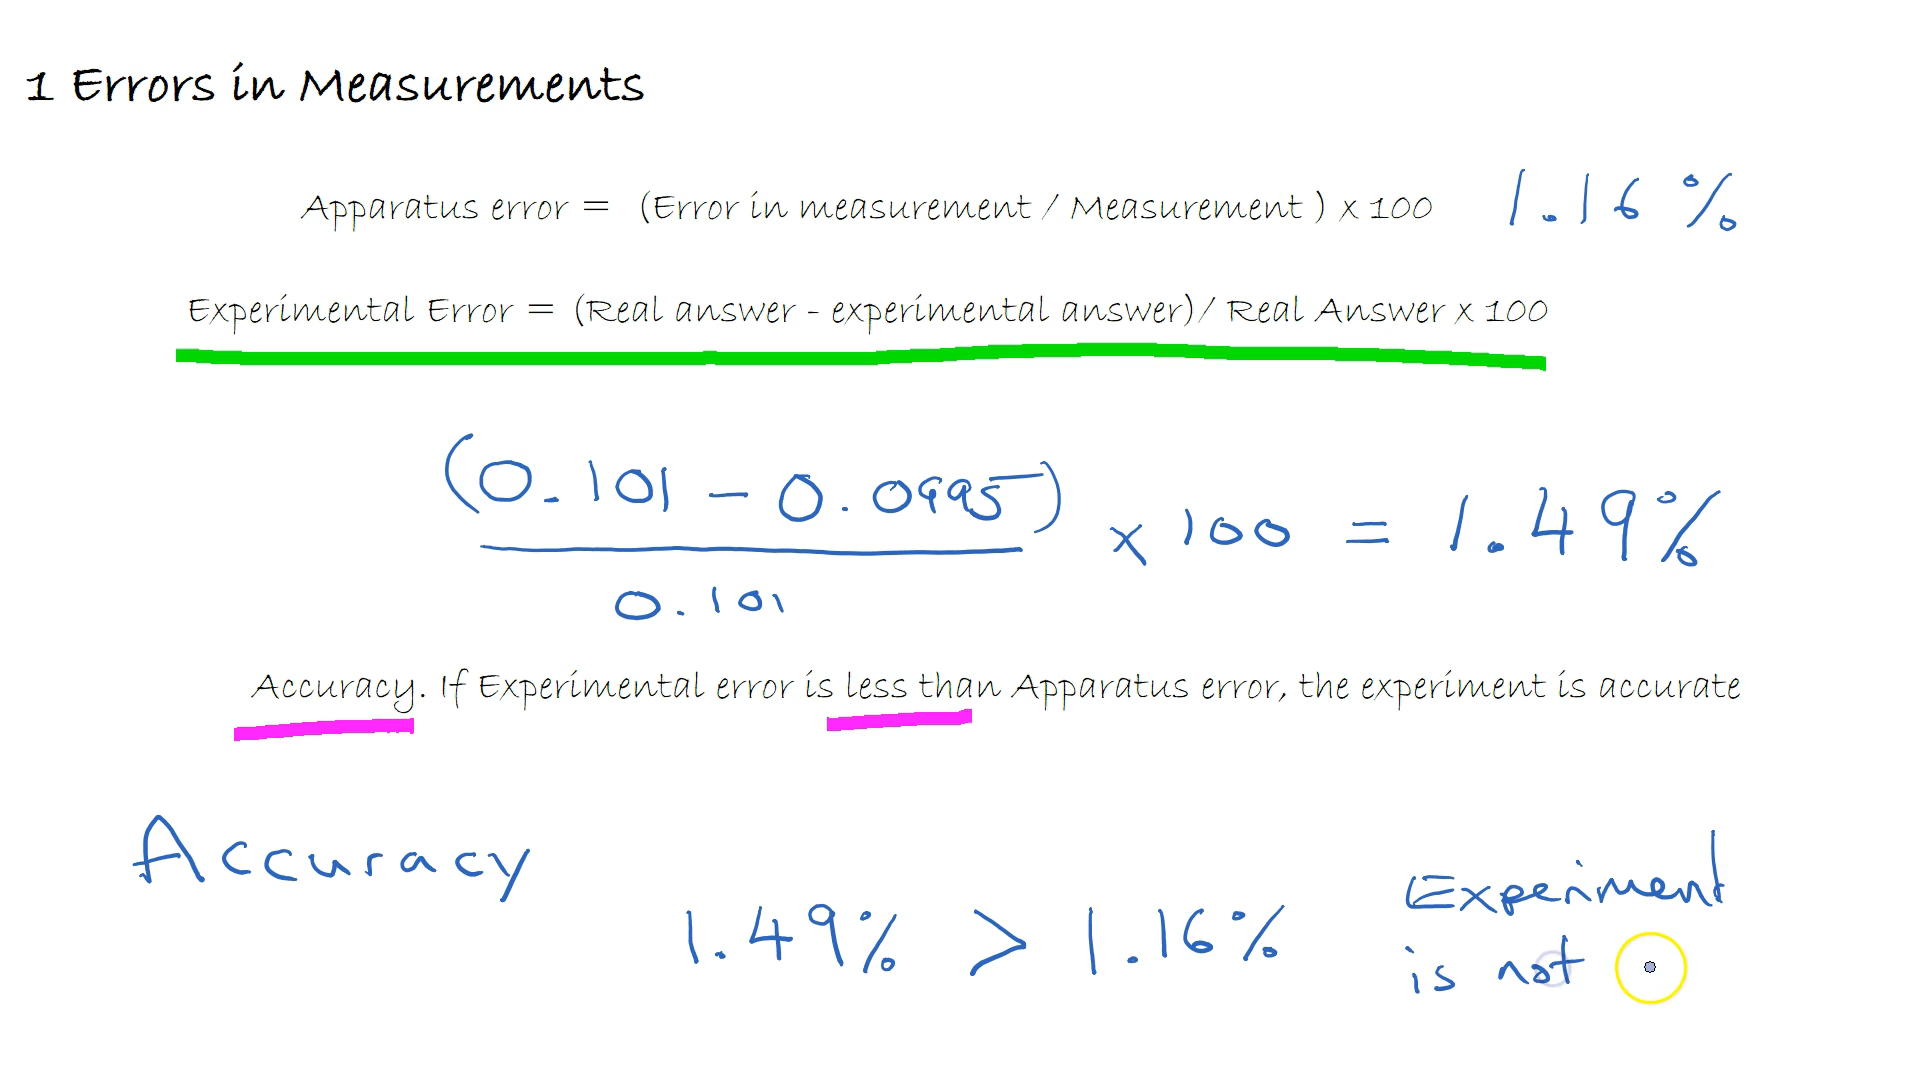 1 Errors in Measurements
Apparatus error = (Error in measurement / Measurement ) x 100 1.16 %
Experimental Error = (Real answer - experimental answer)/ Real Answer x 100
(0.101 - 0.0995)
x 100 = 1.49%
0.101
Accuracy. If Experimental error is less than Apparatus error, the experiment is accurate
Accuracy
1.49% > 1.16%
Experiment
is not